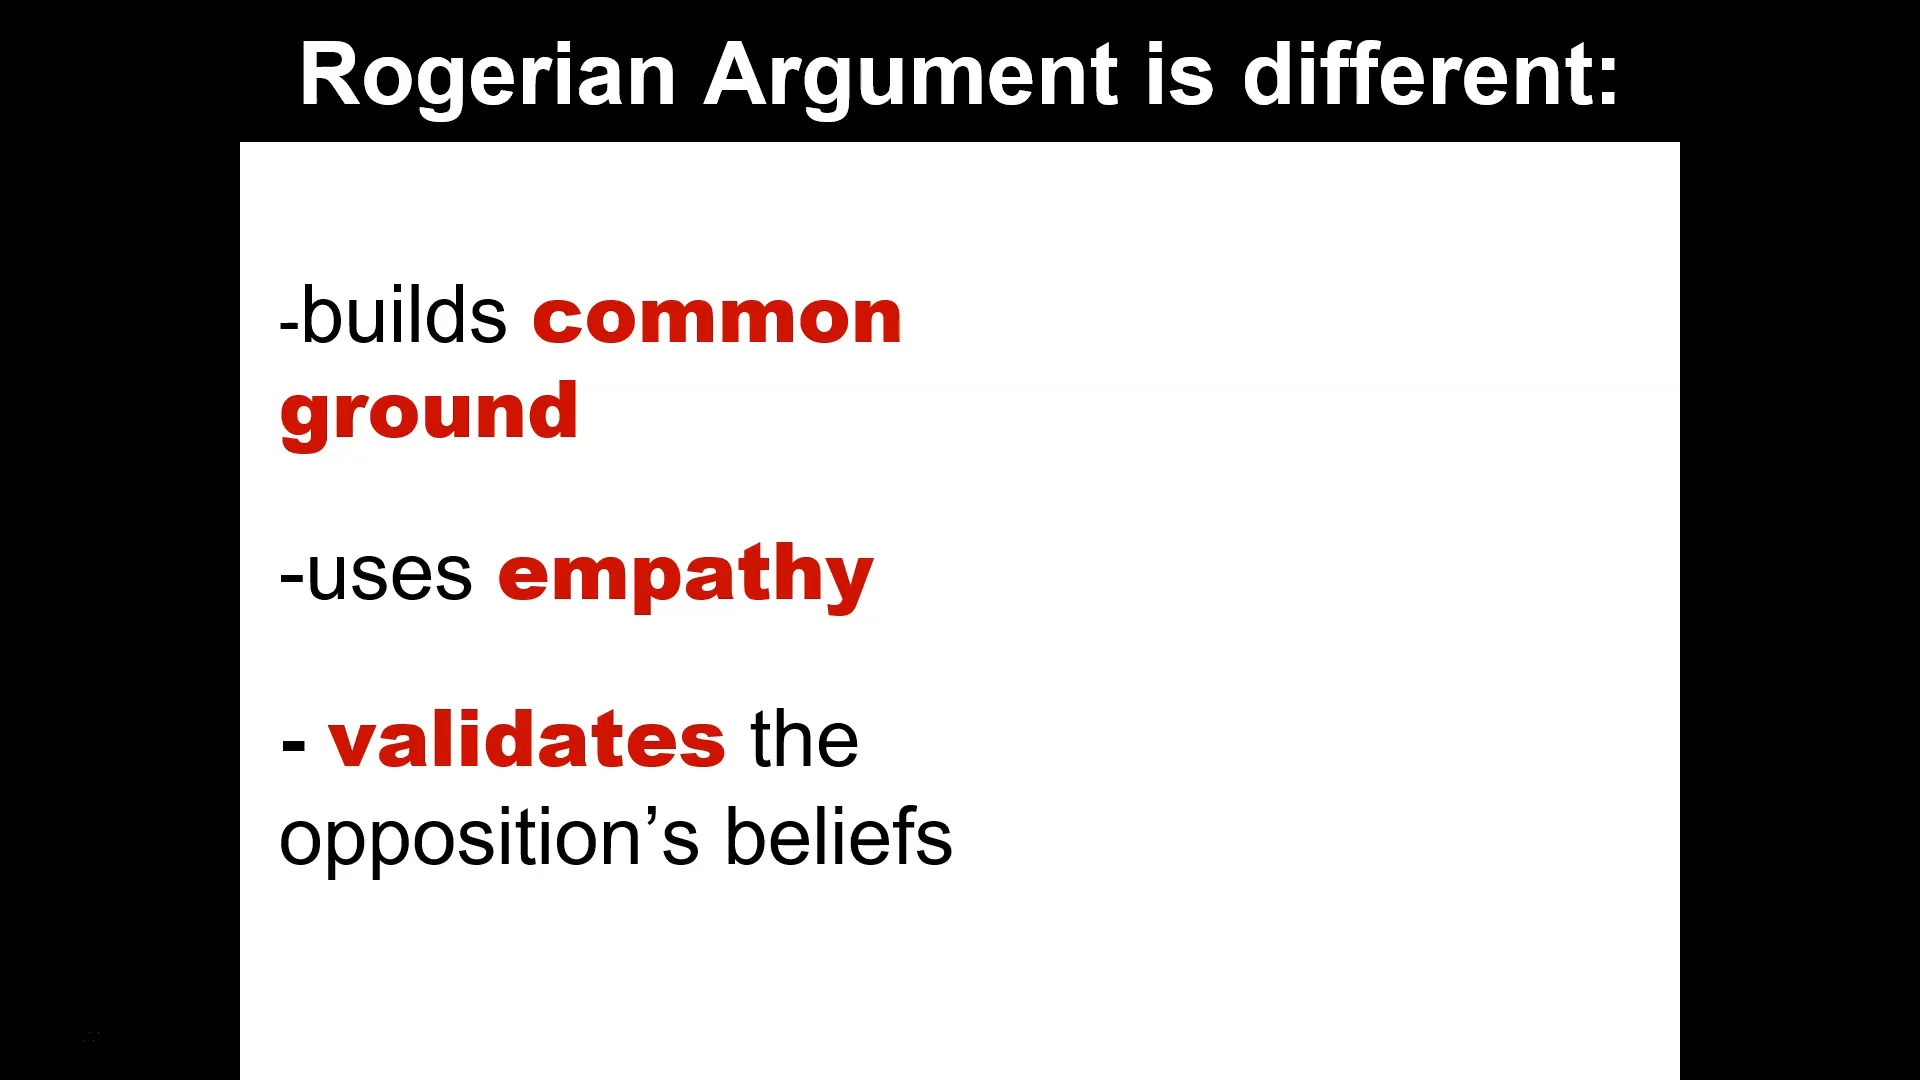 Rogerian Argument is different:
-builds common
ground
-uses empathy
- validates the
opposition’s beliefs